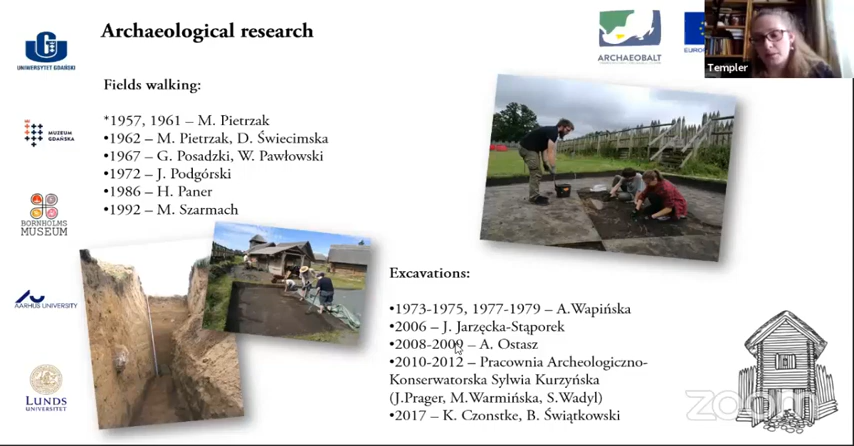 Archaeological research
UNIWERSYTET GDAŃSKI
ARCHAEOBALT
Templer
Fields walking:
*1957, 1961 – M. Pietrzak
•1962 – M. Pietrzak, D. Świecimska
•1967 – G. Posadzki, W. Pawłowski
•1972 – J. Podgórski
•1986 – H. Paner
•1992 – M. Szarmach
MUZEUM
GDAŃSKA
BORNHOLMS
MUSEUM
AARHUS UNIVERSITY
LUNDS
UNIVERSITET
Excavations:
•1973-1975, 1977-1979 – A.Wapińska
•2006 – J. Jarzęcka-Stąporek
•2008-2009 – A. Ostasz
•2010-2012 – Pracownia Archeologiczno-
Konserwatorska Sylwia Kurzyńska
(J.Prager, M.Warmińska, S.Wadyl)
•2017 – K. Czonstke, B. Świątkowski
zoom